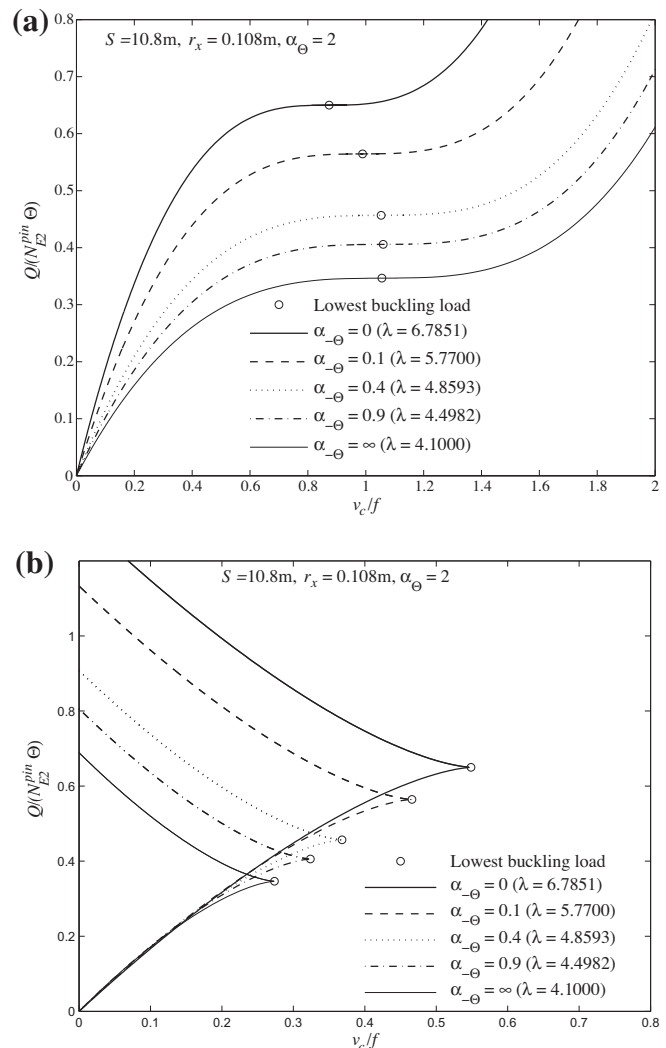 (a)
S =10.8m, r_x = 0.108m, α_Θ = 2
0.8
0.7
0.6
0.5
0.4
0.3
0.2
0.1
0
Q/(N_E2^pin Θ)
Lowest buckling load
α_−Θ = 0 (λ = 6.7851)
α_−Θ = 0.1 (λ = 5.7700)
α_−Θ = 0.4 (λ = 4.8593)
α_−Θ = 0.9 (λ = 4.4982)
α_−Θ = ∞ (λ = 4.1000)
0 0.2 0.4 0.6 0.8 1 1.2 1.4 1.6 1.8 2
v_c/f
(b)
S =10.8m, r_x = 0.108m, α_Θ = 2
1
0.8
0.6
0.4
0.2
0
Q/(N_E2^pin Θ)
Lowest buckling load
α_−Θ = 0 (λ = 6.7851)
α_−Θ = 0.1 (λ = 5.7700)
α_−Θ = 0.4 (λ = 4.8593)
α_−Θ = 0.9 (λ = 4.4982)
α_−Θ = ∞ (λ = 4.1000)
0 0.1 0.2 0.3 0.4 0.5 0.6 0.7 0.8
v_c/f